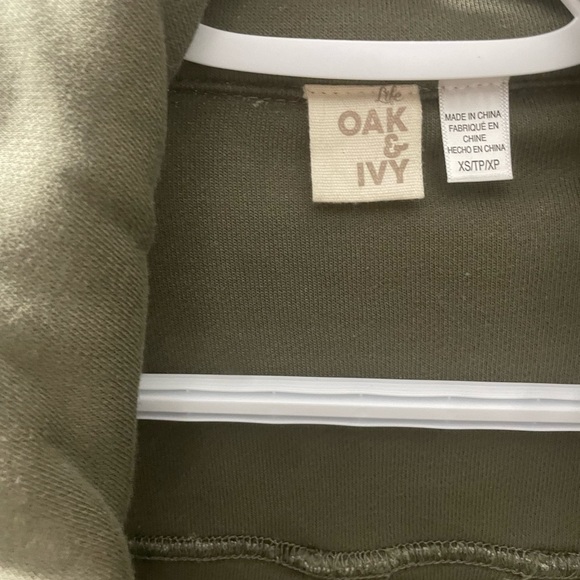 Life
OAK
&
IVY
MADE IN CHINA
FABRIQUÉ EN
CHINE
HECHO EN CHINA
XS/TP/XP